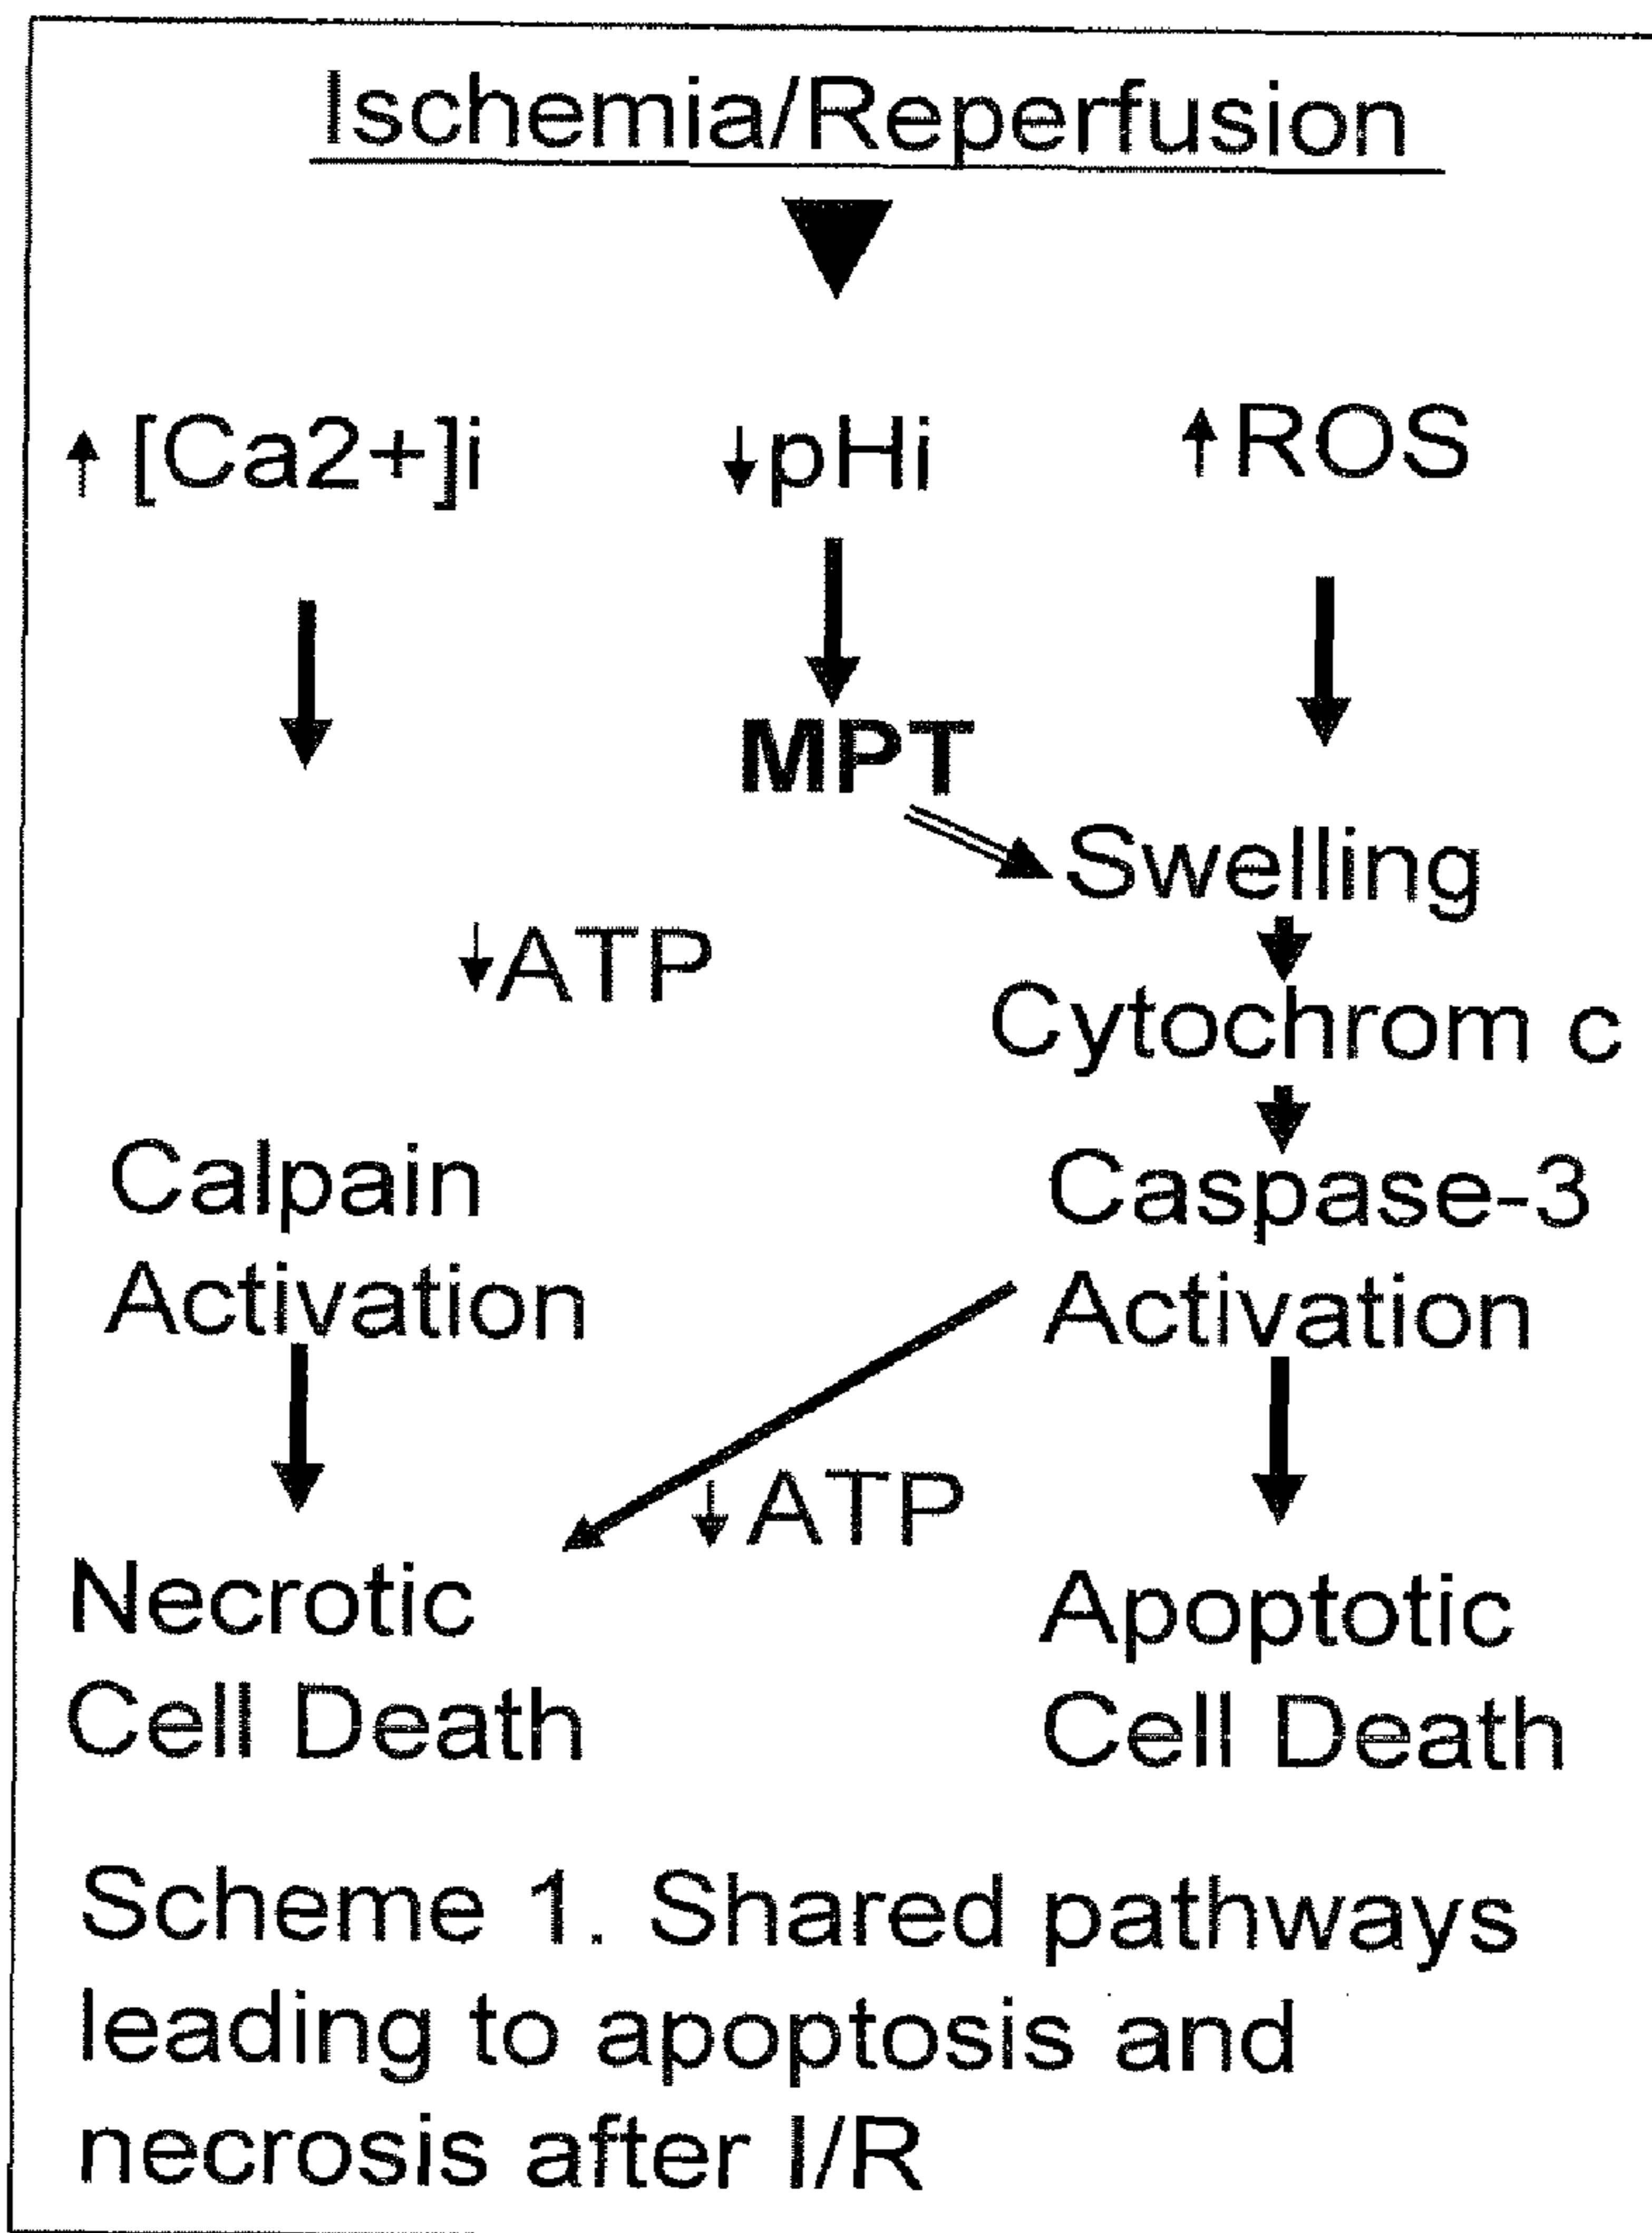 Ischemia/Reperfusion
↑ [Ca2+]i ↓pHi ↑ROS
MPT
Swelling
↓ATP
Cytochrom c
Calpain Activation
Caspase-3 Activation
↓ATP
Necrotic Cell Death
Apoptotic Cell Death
Scheme 1. Shared pathways
leading to apoptosis and
necrosis after I/R